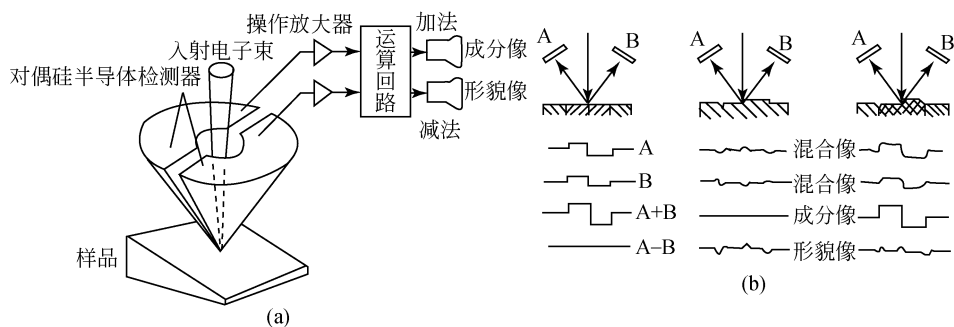 操作放大器
加法
入射电子束
运算回路
成分像
对偶硅半导体检测器
形貌像
减法
样品
(a)
A B A B A B
A 混合像
B 混合像
A+B 成分像
A−B 形貌像
(b)